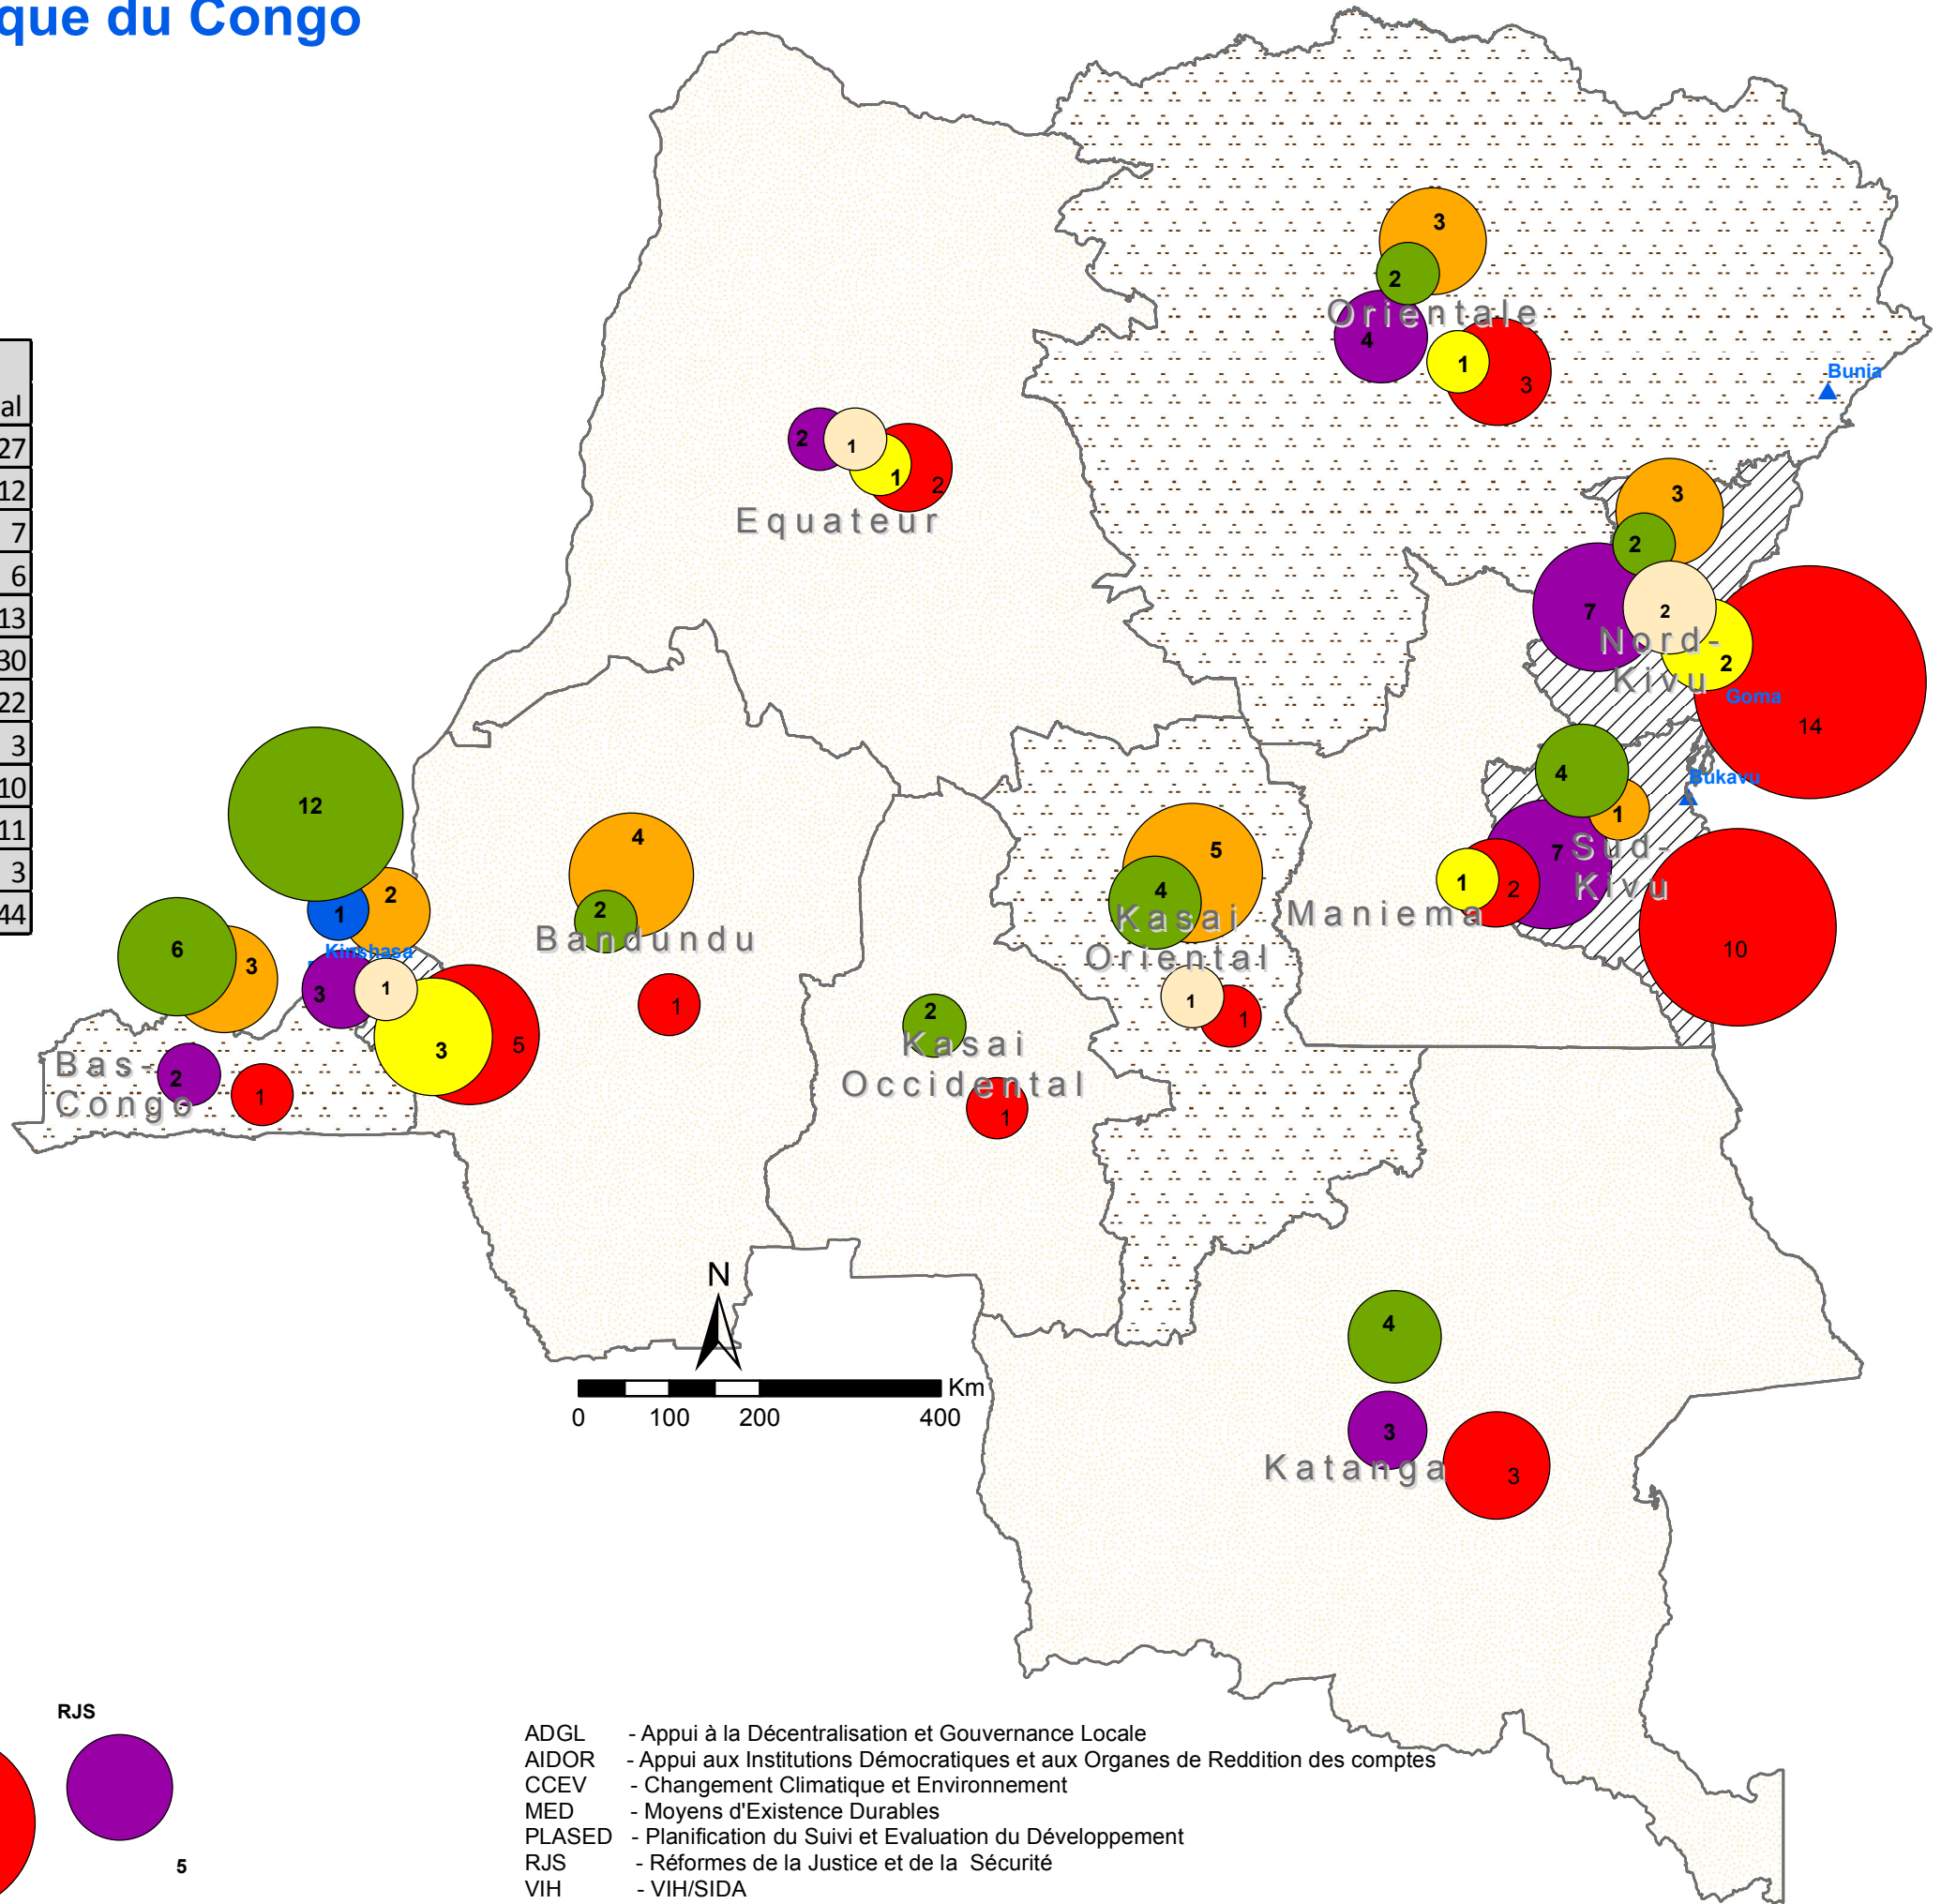 que du Congo
al
27
12
7
6
13
30
22
3
10
11
3
44
3
2
Orientale
4
1
3
Bunia
2
1
1
2
Equateur
3
2
7
2
Nord-
Kivu
2
Goma
14
4
Bukavu
1
7
Sud-
Kivu
1
2
Maniema
10
12
1
2
Kinshasa
6
3
3
1
3
5
Bas-
Congo
2
1
4
2
Bandundu
1
5
4
Kasai
Oriental
1
1
2
Kasai
Occidental
1
4
3
Katanga
3
N
Km
0 100 200 400
RJS
5
ADGL - Appui à la Décentralisation et Gouvernance Locale
AIDOR - Appui aux Institutions Démocratiques et aux Organes de Reddition des comptes
CCEV - Changement Climatique et Environnement
MED - Moyens d'Existence Durables
PLASED - Planification du Suivi et Evaluation du Développement
RJS - Réformes de la Justice et de la Sécurité
VIH - VIH/SIDA